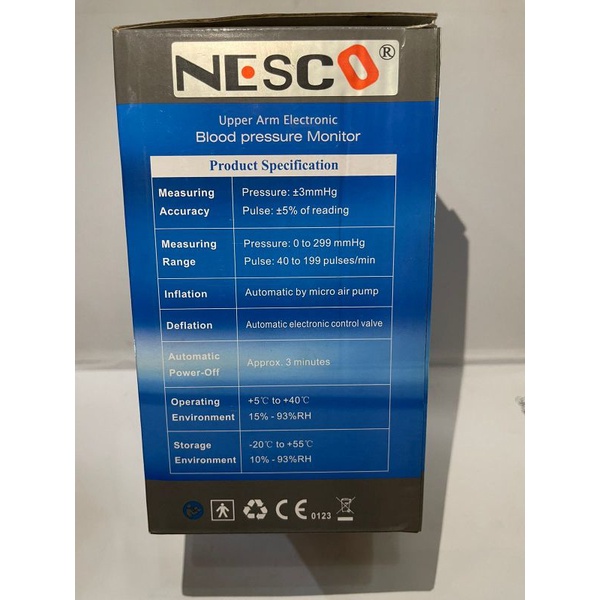 NESCO®
Upper Arm Electronic
Blood pressure Monitor
Product Specification
Measuring Accuracy
Pressure: ±3mmHg
Pulse: ±5% of reading
Measuring Range
Pressure: 0 to 299 mmHg
Pulse: 40 to 199 pulses/min
Inflation
Automatic by micro air pump
Deflation
Automatic electronic control valve
Automatic Power-Off
Approx. 3 minutes
Operating Environment
+5℃ to +40℃
15% - 93%RH
Storage Environment
-20℃ to +55℃
10% - 93%RH
CE 0123